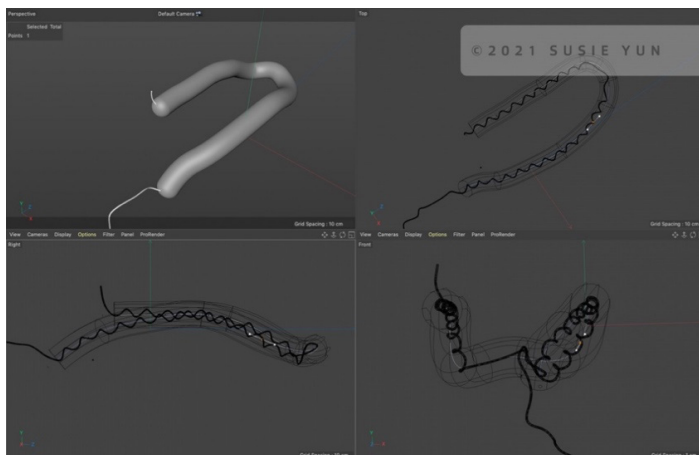 Perspective
Default Camera
Selected Total
Points 1
Grid Spacing : 10 cm
Top
© 2021 SUSIE YUN
Grid Spacing : 10 cm
View Cameras Display Options Filter Panel ProRender
Right
View Cameras Display Options Filter Panel ProRender
Front